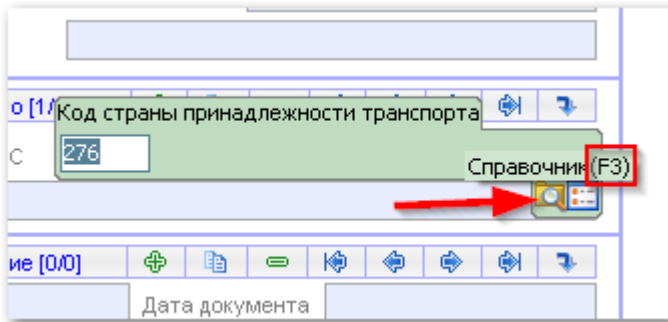 о [1/
Код страны принадлежности транспорта
С
276
Справочник (F3)
ие [0/0]
Дата документа